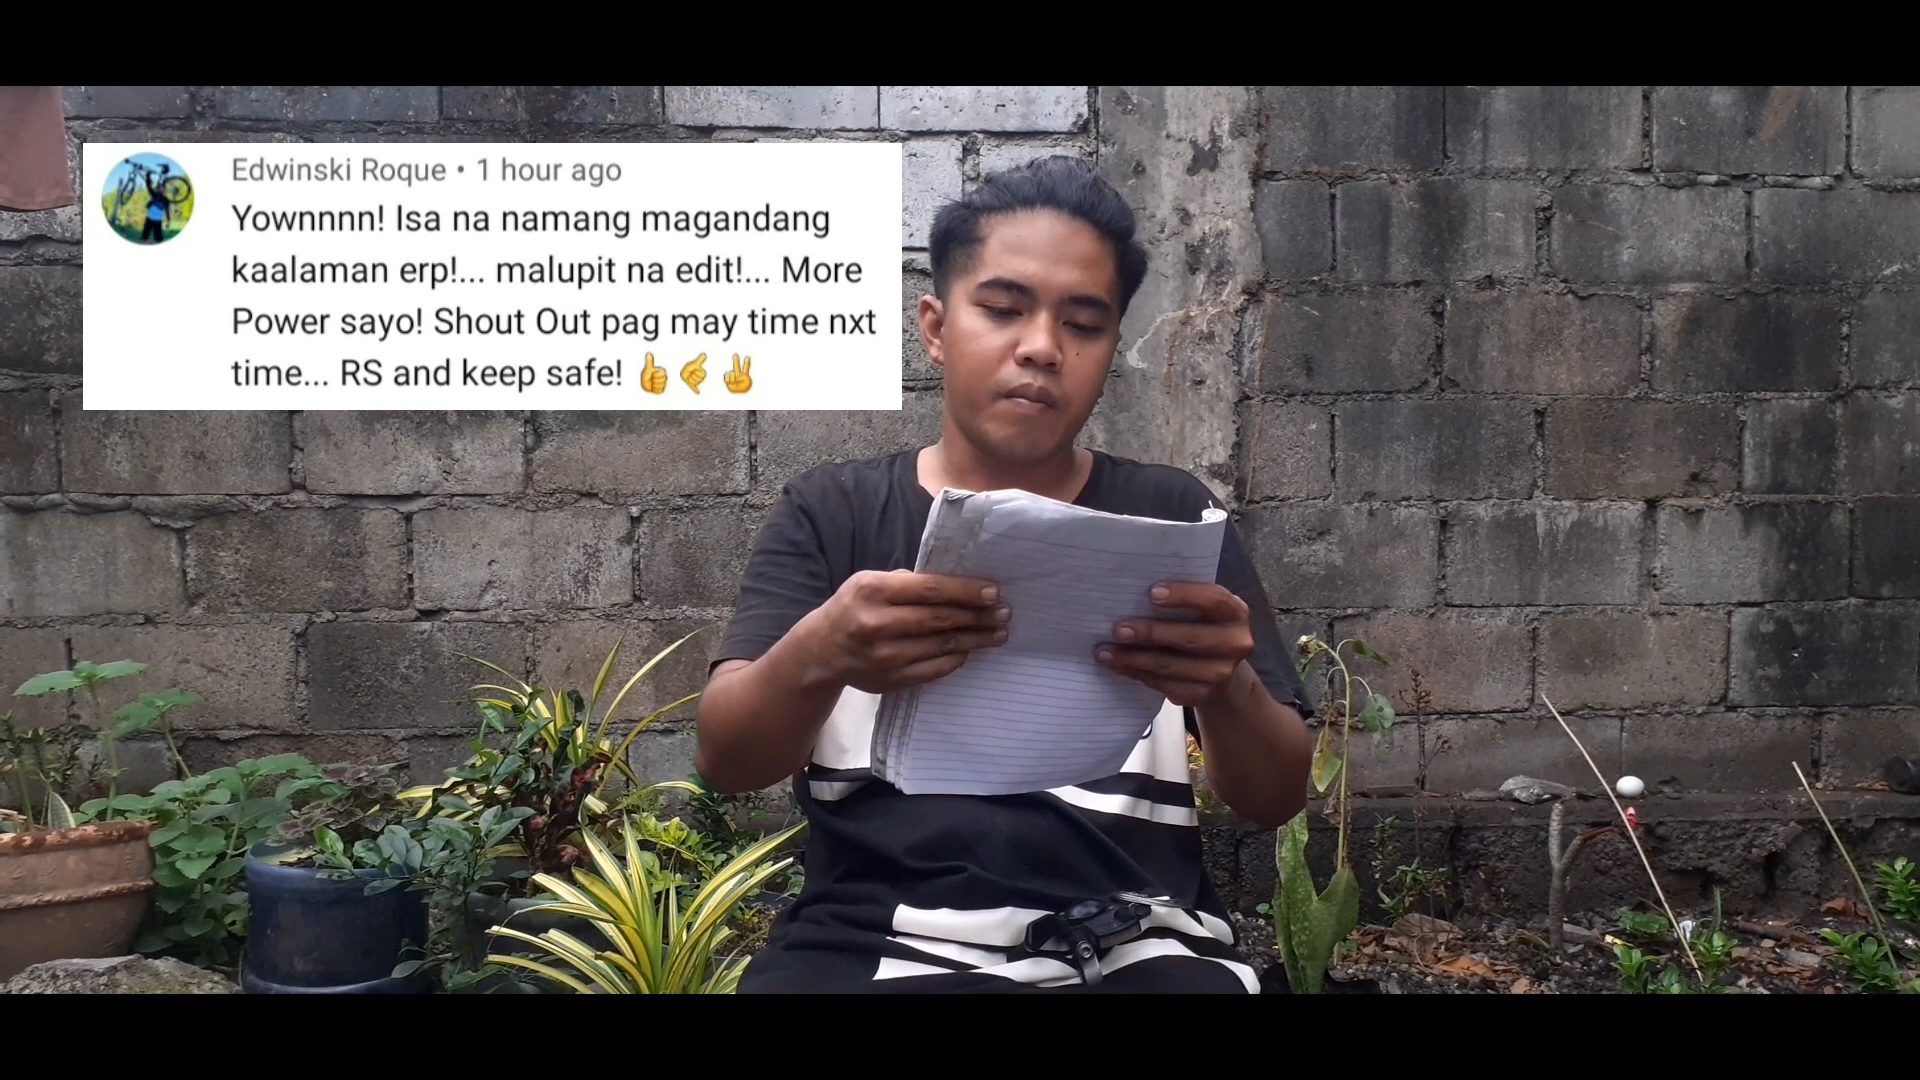 Edwinski Roque • 1 hour ago
Yownnnn! Isa na namang magandang
kaalaman erp!... malupit na edit!... More
Power sayo! Shout Out pag may time nxt
time... RS and keep safe! 👍🤙✌